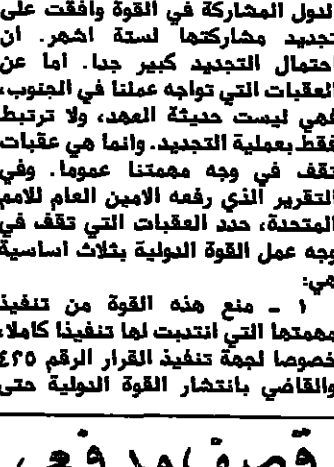 لدول المشاركة في القوة وافقت على
تجديد مشاركتها لستة اشهر. ان
احتمال التجديد كبير جدا. أما عن
العقبات التي تواجه عملنا في الجنوب،
فهي ليست حديثة العهد، ولا ترتبط
فقط بعملية التجديد. وانما هي عقبات
تقف في وجه مهمتنا عموما. وفي
التقرير الذي رفعه الامين العام للامم
المتحدة، حدد العقبات التي تقف في
وجه عمل القوة الدولية بثلاث اساسية
هي:
١ - منع هذه القوة من تنفيذ
مهمتها التي انتدبت لها تنفيذا كاملا،
خصوصا لجهة تنفيذ القرار الرقم ٤٢٥
والقاضي بانتشار القوة الدولية حتى